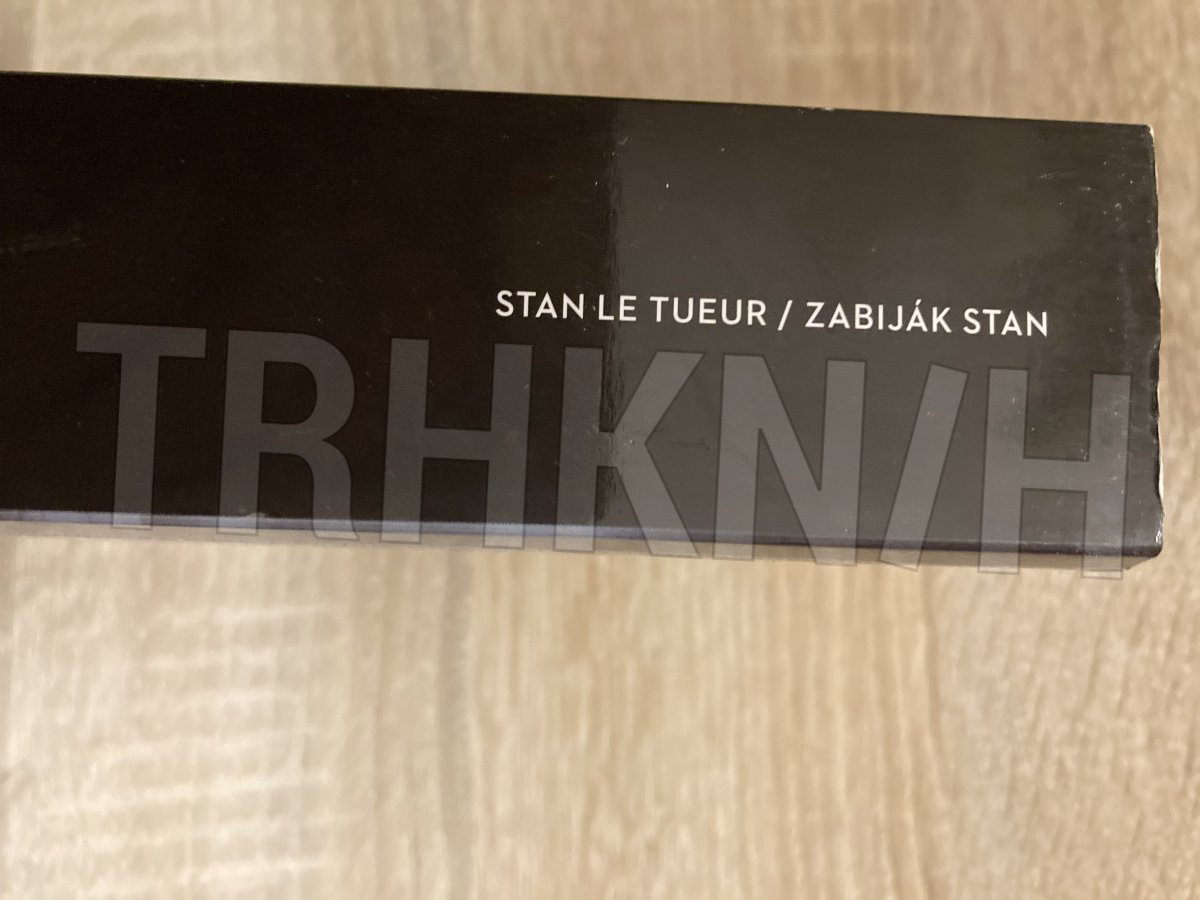 STAN LE TUEUR / ZABIJÁK STAN
TRHKN/H